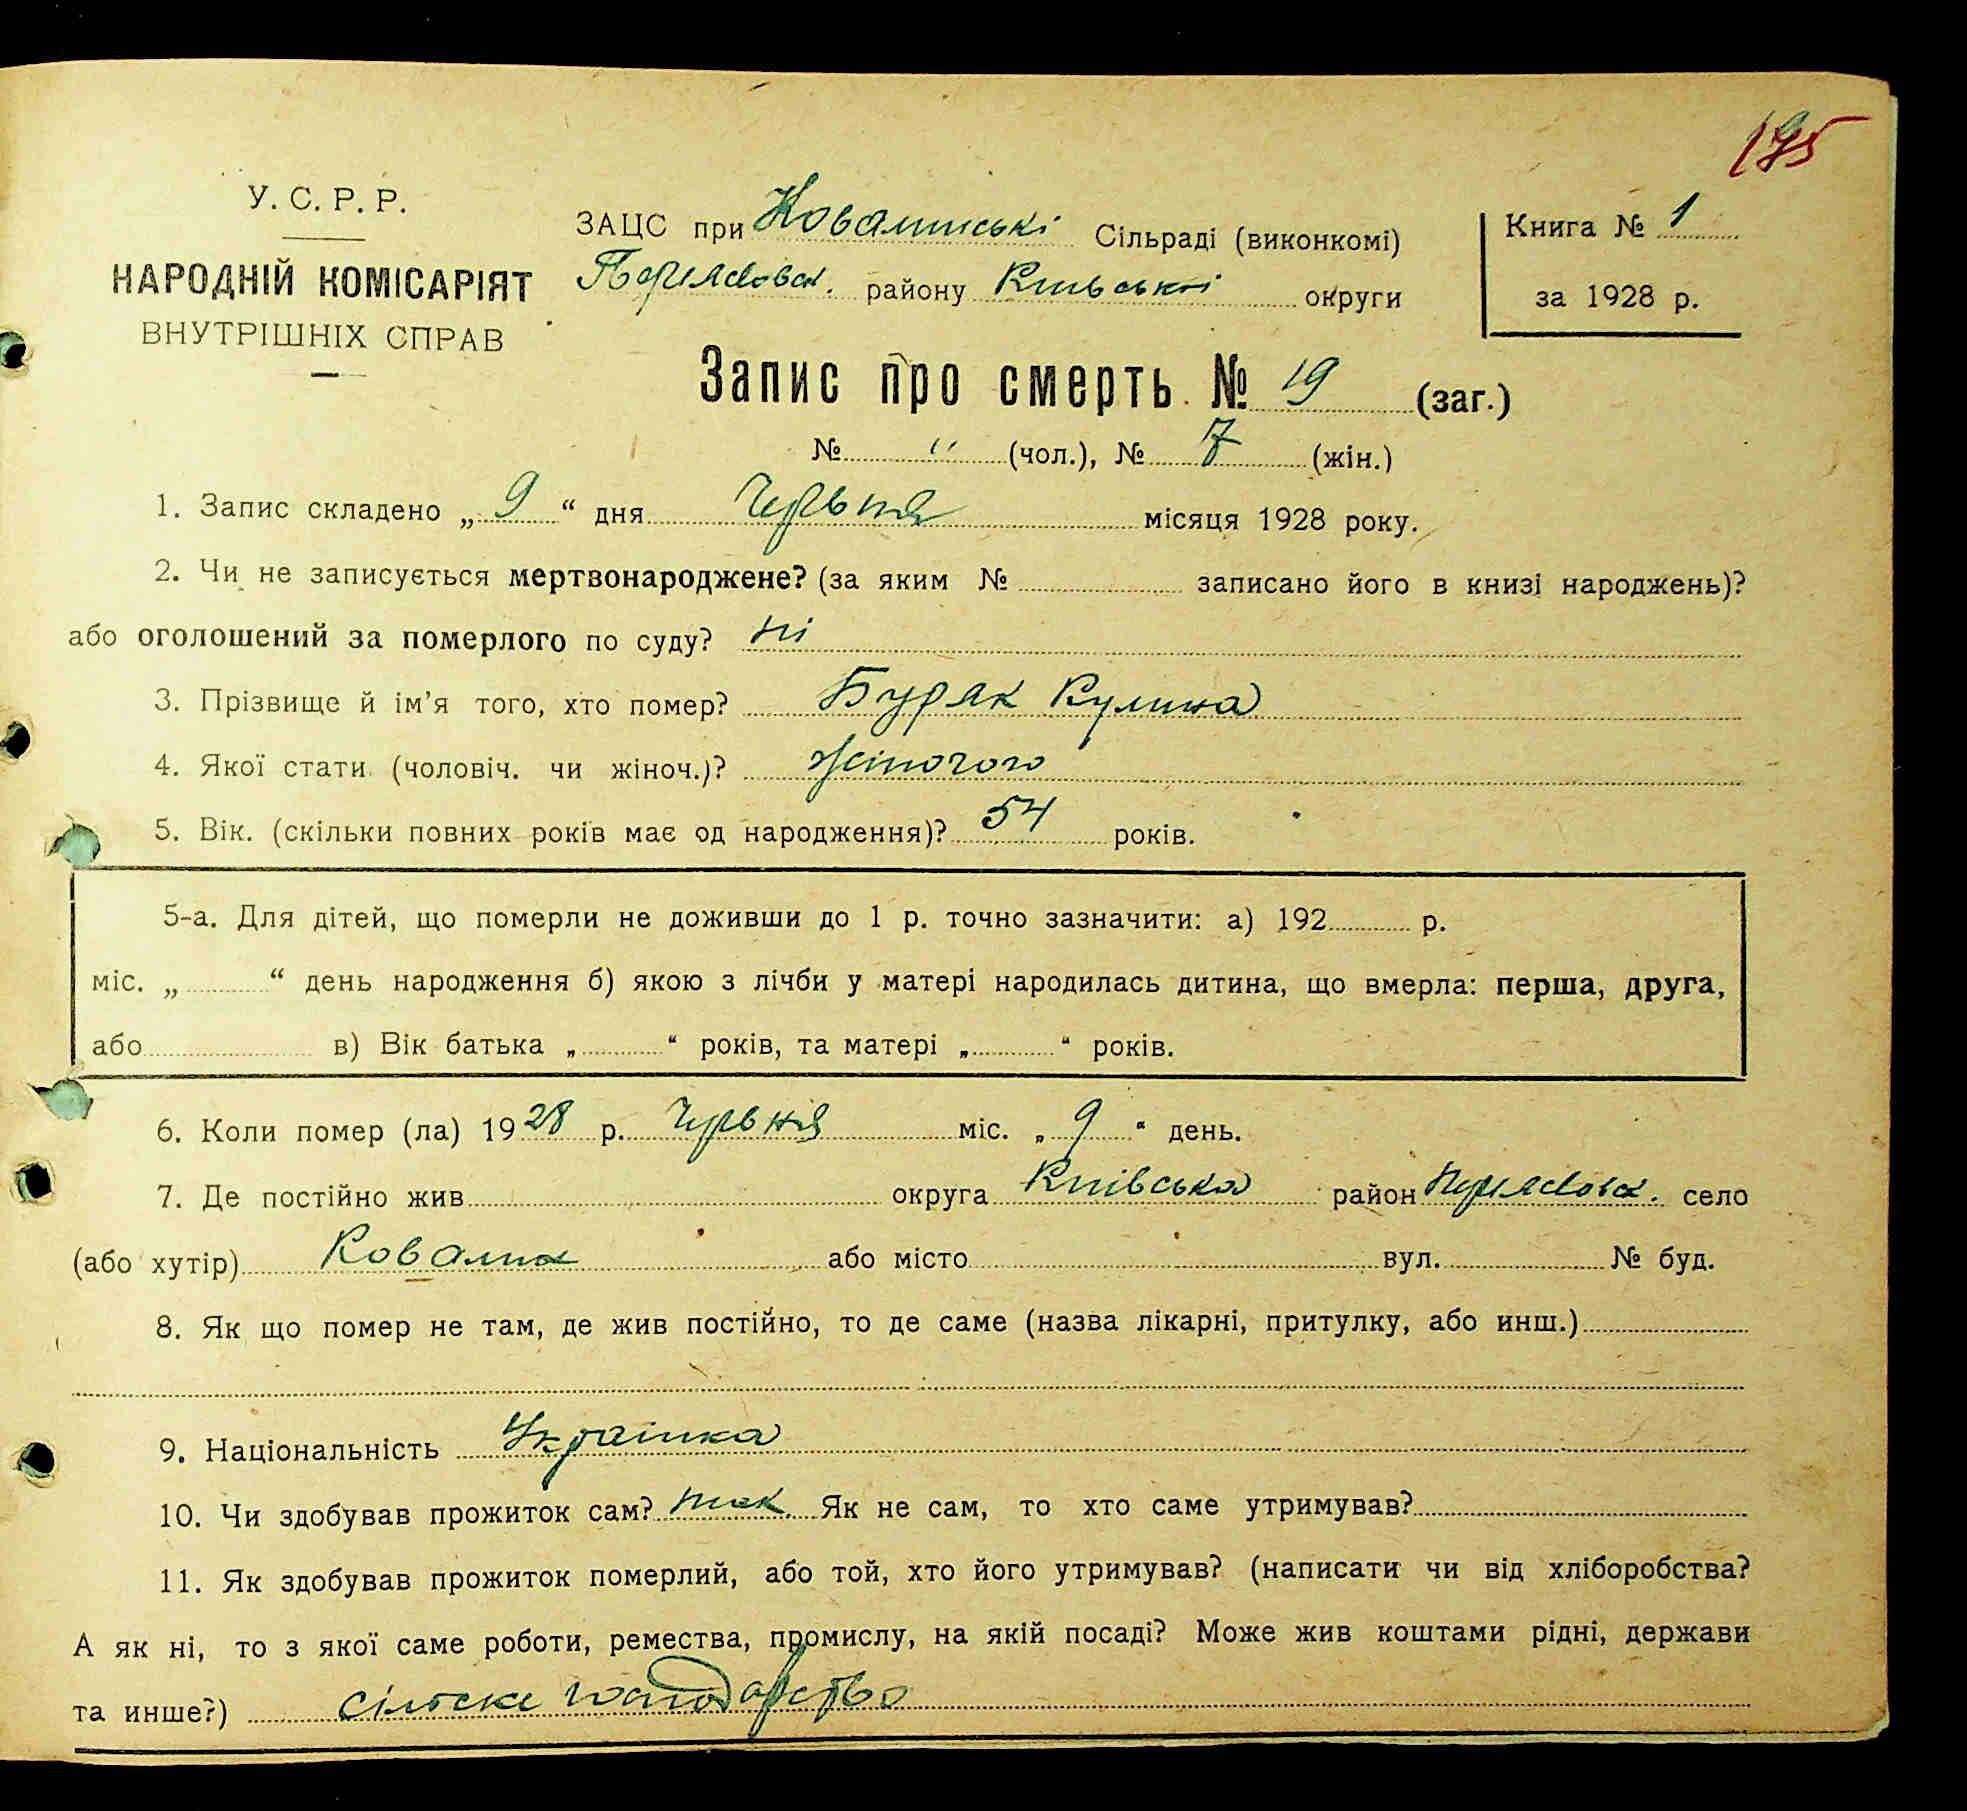 175
У. С. Р. Р.
НАРОДНІЙ КОМІСАРІЯТ
ВНУТРІШНІХ СПРАВ
ЗАЦС при Ковалинські Сільраді (виконкомі)
Переяслов. району Київської округи
Книга № 1
за 1928 р.
Запис про смерть № 19 (заг.)
№ " (чол.), № 7 (жін.)
1. Запис складено „ 9 “ дня Червня місяця 1928 року.
2. Чи не записується мертвонароджене? (за яким № записано його в книзі народжень)?
або оголошений за померлого по суду? ні
3. Прізвище й ім’я того, хто помер? Буряк Кулина
4. Якої стати (чоловіч. чи жіноч.)? жіночого
5. Вік. (скільки повних років має од народження)? 54 років.
5-а. Для дітей, що померли не доживши до 1 р. точно зазначити: а) 192 р.
міс. „ “ день народження б) якою з лічби у матері народилась дитина, що вмерла: перша, друга,
або в) Вік батька „ “ років, та матері „ “ років.
6. Коли помер (ла) 1928 р. Червня міс. „ 9 “ день.
7. Де постійно жив округа Київська район Переяслов. село
(або хутір) Ковалин або місто вул. № буд.
8. Як що помер не там, де жив постійно, то де саме (назва лікарні, притулку, або инш.)
9. Національність Українка
10. Чи здобував прожиток сам? так. Як не сам, то хто саме утримував?
11. Як здобував прожиток померлий, або той, хто його утримував? (написати чи від хліборобства?
А як ні, то з якої саме роботи, ремества, промислу, на якій посаді? Може жив коштами рідні, держави
та инше?) сільске господарство